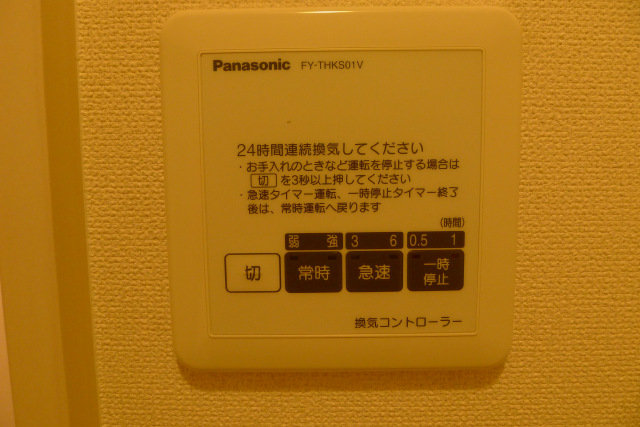 Panasonic FY-THKS01V
24時間連続換気してください
・お手入れのときなど運転を停止する場合は
切 を3秒以上押してください
・急速タイマー運転、一時停止タイマー終了
後は、常時運転へ戻ります
(時間)
弱 強 3 6 0.5 1
切 常時 急速 一時
停止
換気コントローラー